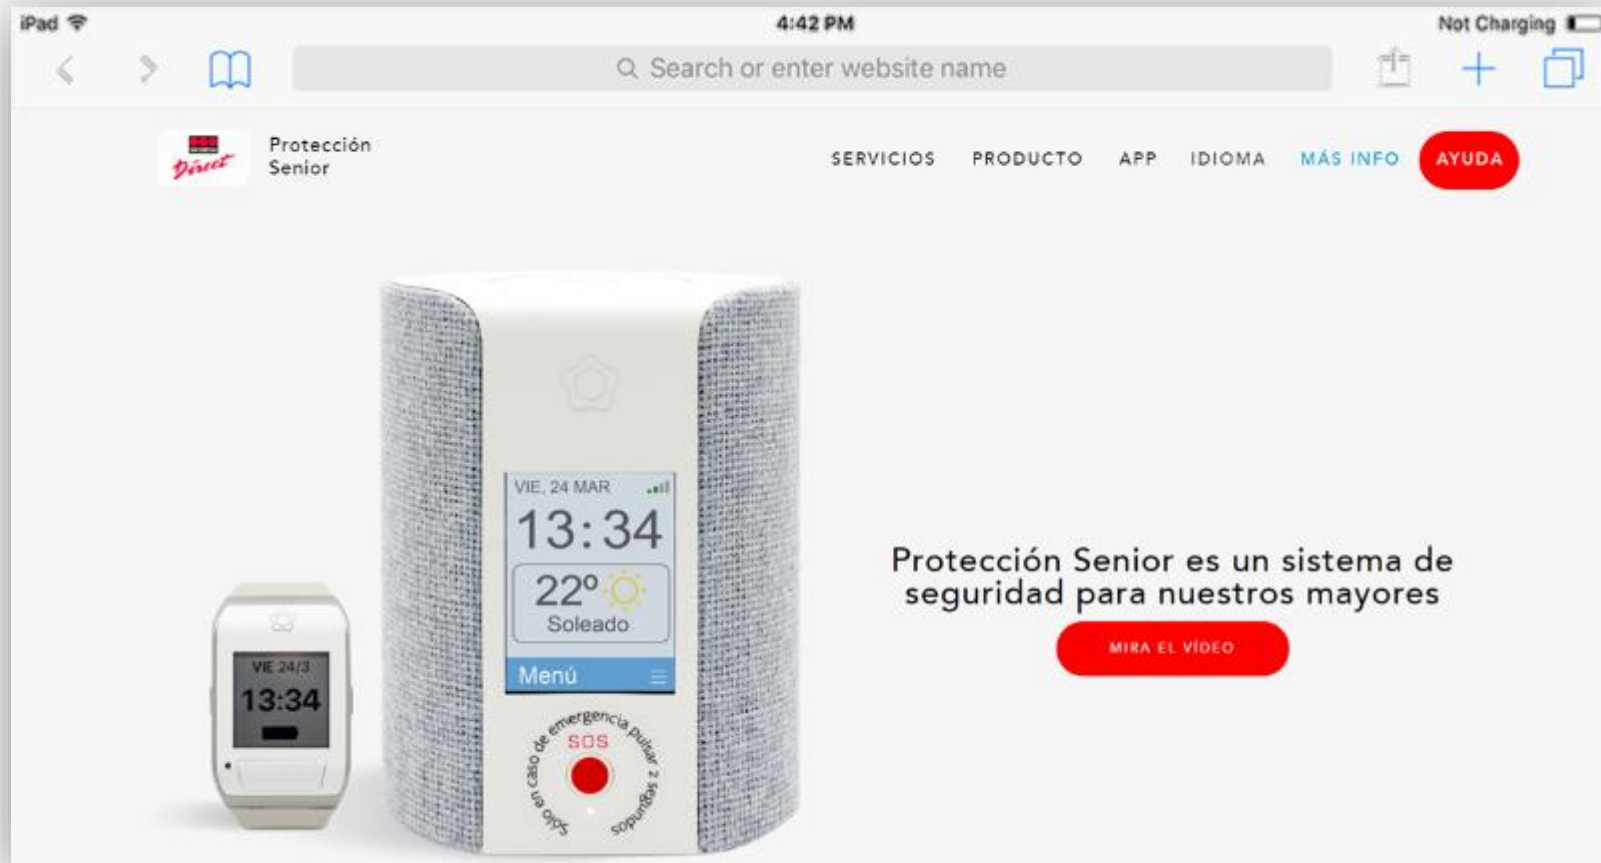 iPad
4:42 PM
Not Charging
Search or enter website name
Direct
Protección
Senior
SERVICIOS
PRODUCTO
APP
IDIOMA
MÁS INFO
AYUDA
VIE, 24 MAR
13:34
22º
Soleado
Menú
Sólo en caso de emergencia pulsar 2 segundos
SOS
VIE 24/3
13:34
Protección Senior es un sistema de
seguridad para nuestros mayores
MIRA EL VÍDEO